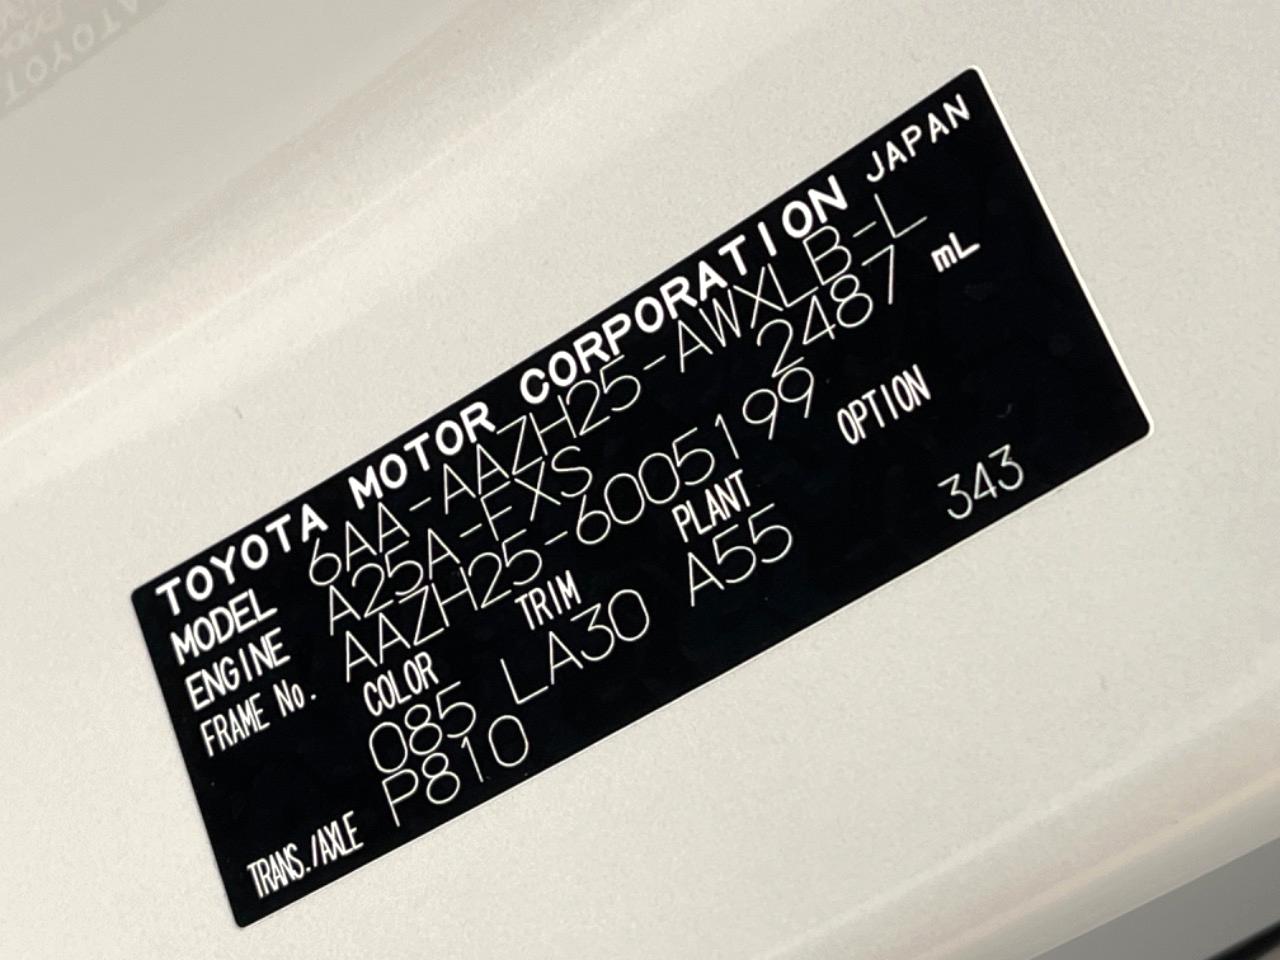 TOYOTA MOTOR CORPORATION JAPAN
MODEL 6AA-AAZH25-AWXLB-L
ENGINE A25A-FXS 2487 mL
FRAME No. AAZH25-6005199
COLOR TRIM PLANT OPTION
085 LA30 A55 343
TRANS./AXLE P810